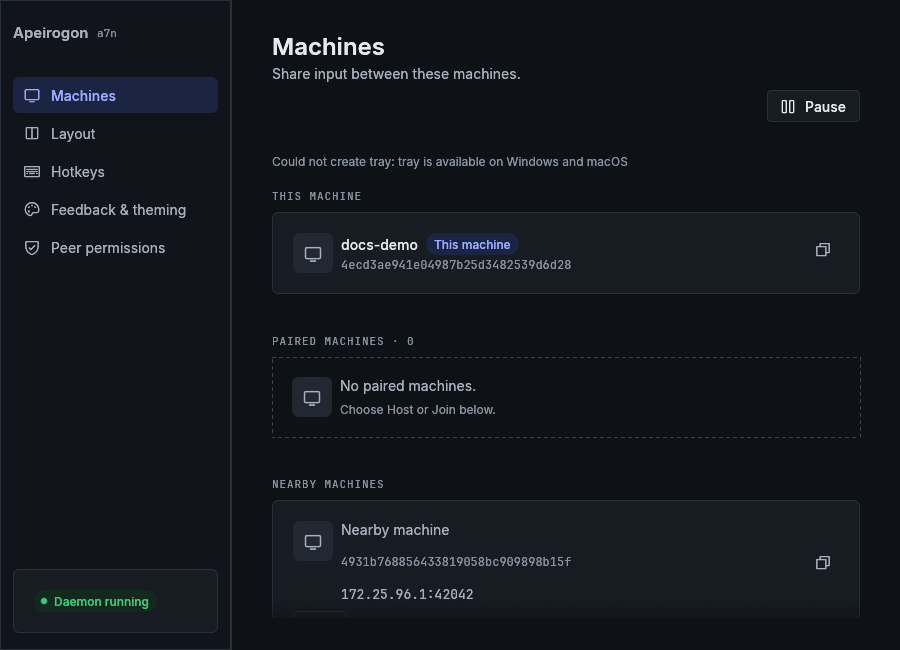 Apeirogon a7n
Machines
Layout
Hotkeys
Feedback & theming
Peer permissions
Daemon running
Machines
Share input between these machines.
Pause
Could not create tray: tray is available on Windows and macOS
THIS MACHINE
docs-demo This machine
4ecd3ae941e04987b25d3482539d6d28
PAIRED MACHINES · 0
No paired machines.
Choose Host or Join below.
NEARBY MACHINES
Nearby machine
4931b768856433819058bc909898b15f
172.25.96.1:42042